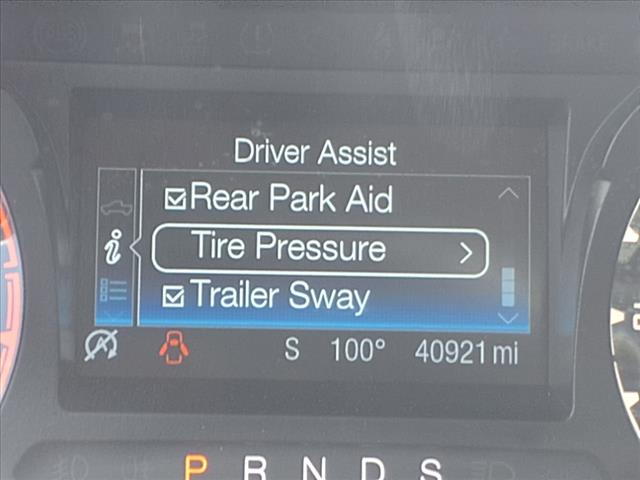 Driver Assist
Rear Park Aid
Tire Pressure
Trailer Sway
S 100° 40921 mi
P R N D S